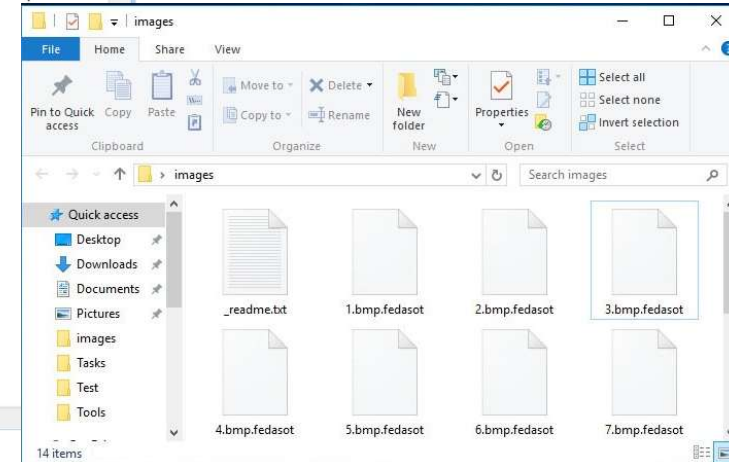 images
File Home Share View
Pin to Quick access
Copy
Paste
Move to
Copy to
Delete
Rename
New folder
Properties
Select all
Select none
Invert selection
Clipboard Organize New Open Select
images
Search images
Quick access
Desktop
Downloads
Documents
Pictures
images
Tasks
Test
Tools
_readme.txt 1.bmp.fedasot 2.bmp.fedasot 3.bmp.fedasot
4.bmp.fedasot 5.bmp.fedasot 6.bmp.fedasot 7.bmp.fedasot
14 items